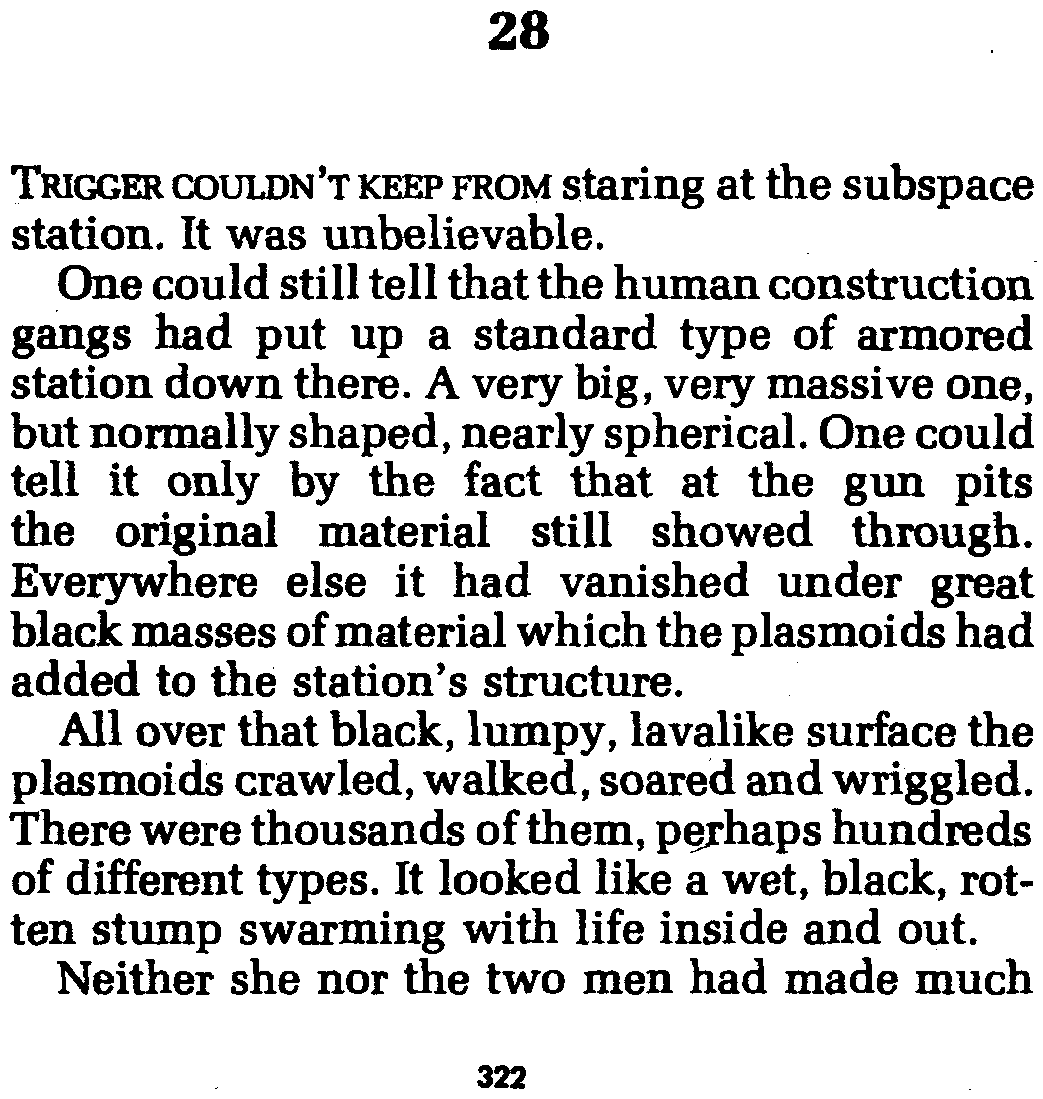 28
TRIGGER COULDN'T KEEP FROM staring at the subspace
station. It was unbelievable.
One could still tell that the human construction
gangs had put up a standard type of armored
station down there. A very big, very massive one,
but normally shaped, nearly spherical. One could
tell it only by the fact that at the gun pits
the original material still showed through.
Everywhere else it had vanished under great
black masses of material which the plasmoids had
added to the station's structure.
All over that black, lumpy, lavalike surface the
plasmoids crawled, walked, soared and wriggled.
There were thousands of them, perhaps hundreds
of different types. It looked like a wet, black, rot-
ten stump swarming with life inside and out.
Neither she nor the two men had made much
322